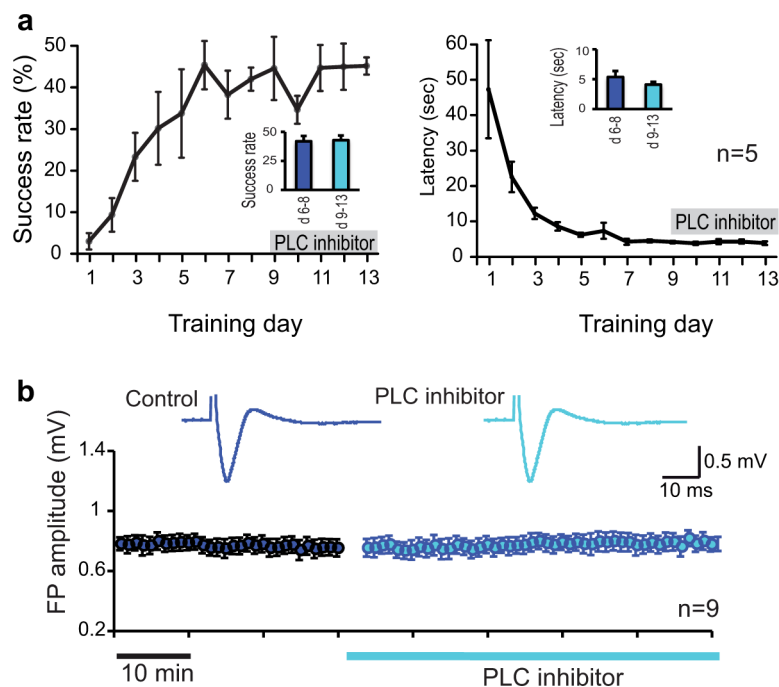 a
Success rate (%)
50
40
30
20
10
0
1 3 5 7 9 11 13
Training day
Success rate
50
25
0
d 6-8
d 9-13
PLC inhibitor
Latency (sec)
60
50
40
30
20
10
0
1 3 5 7 9 11 13
Training day
Latency (sec)
10
5
0
d 6-8
d 9-13
n=5
PLC inhibitor
b
Control
PLC inhibitor
FP amplitude (mV)
1.4
1
0.6
0.2
0.5 mV
10 ms
n=9
10 min
PLC inhibitor